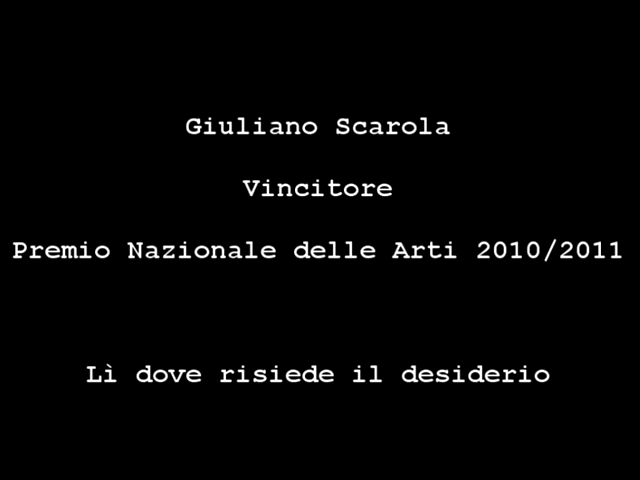 Giuliano Scarola
Vincitore
Premio Nazionale delle Arti 2010/2011
Lì dove risiede il desiderio